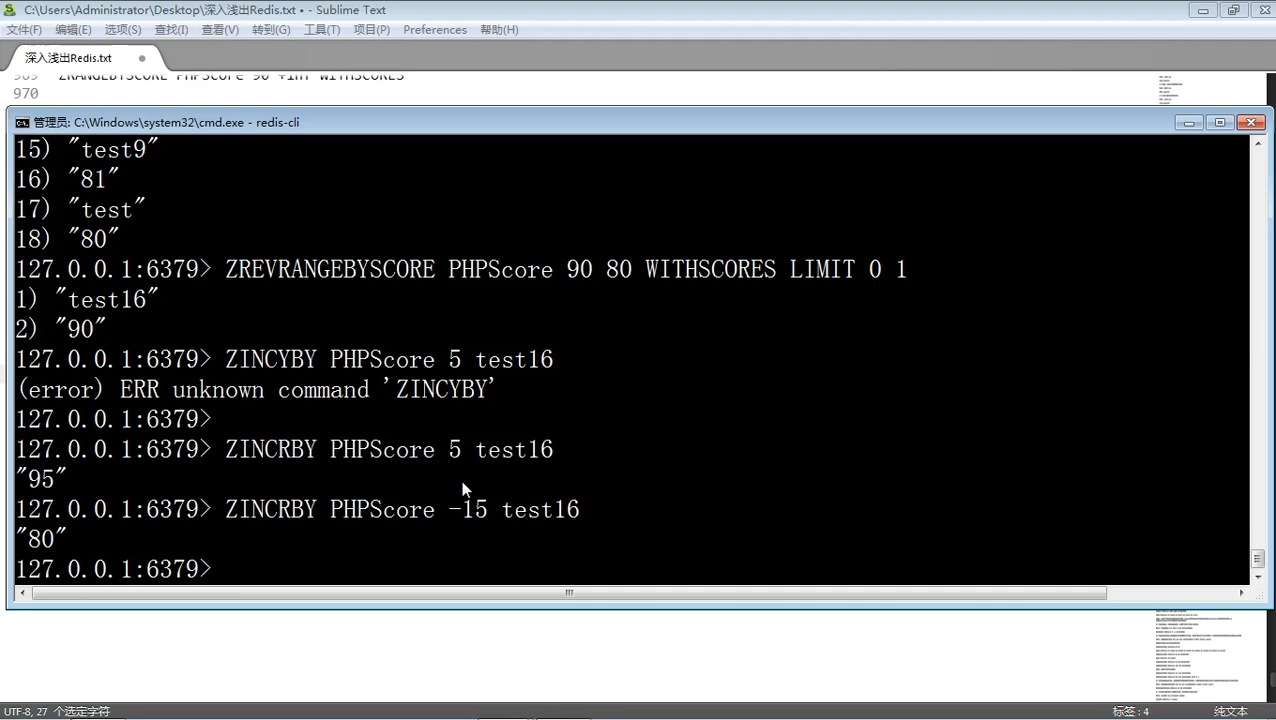 C:\Users\Administrator\Desktop\深入浅出Redis.txt • - Sublime Text
文件(F) 编辑(E) 选项(S) 查找(I) 查看(V) 转到(G) 工具(T) 项目(P) Preferences 帮助(H)
深入浅出Redis.txt
969 ZRANGEBYSCORE PHPScore 90 +inf WITHSCORES
970
管理员: C:\Windows\system32\cmd.exe - redis-cli
15) "test9"
16) "81"
17) "test"
18) "80"
127.0.0.1:6379> ZREVRANGEBYSCORE PHPScore 90 80 WITHSCORES LIMIT 0 1
1) "test16"
2) "90"
127.0.0.1:6379> ZINCYBY PHPScore 5 test16
(error) ERR unknown command 'ZINCYBY'
127.0.0.1:6379>
127.0.0.1:6379> ZINCRBY PHPScore 5 test16
"95"
127.0.0.1:6379> ZINCRBY PHPScore -15 test16
"80"
127.0.0.1:6379>
个选定字符 标签: 4 纯文本